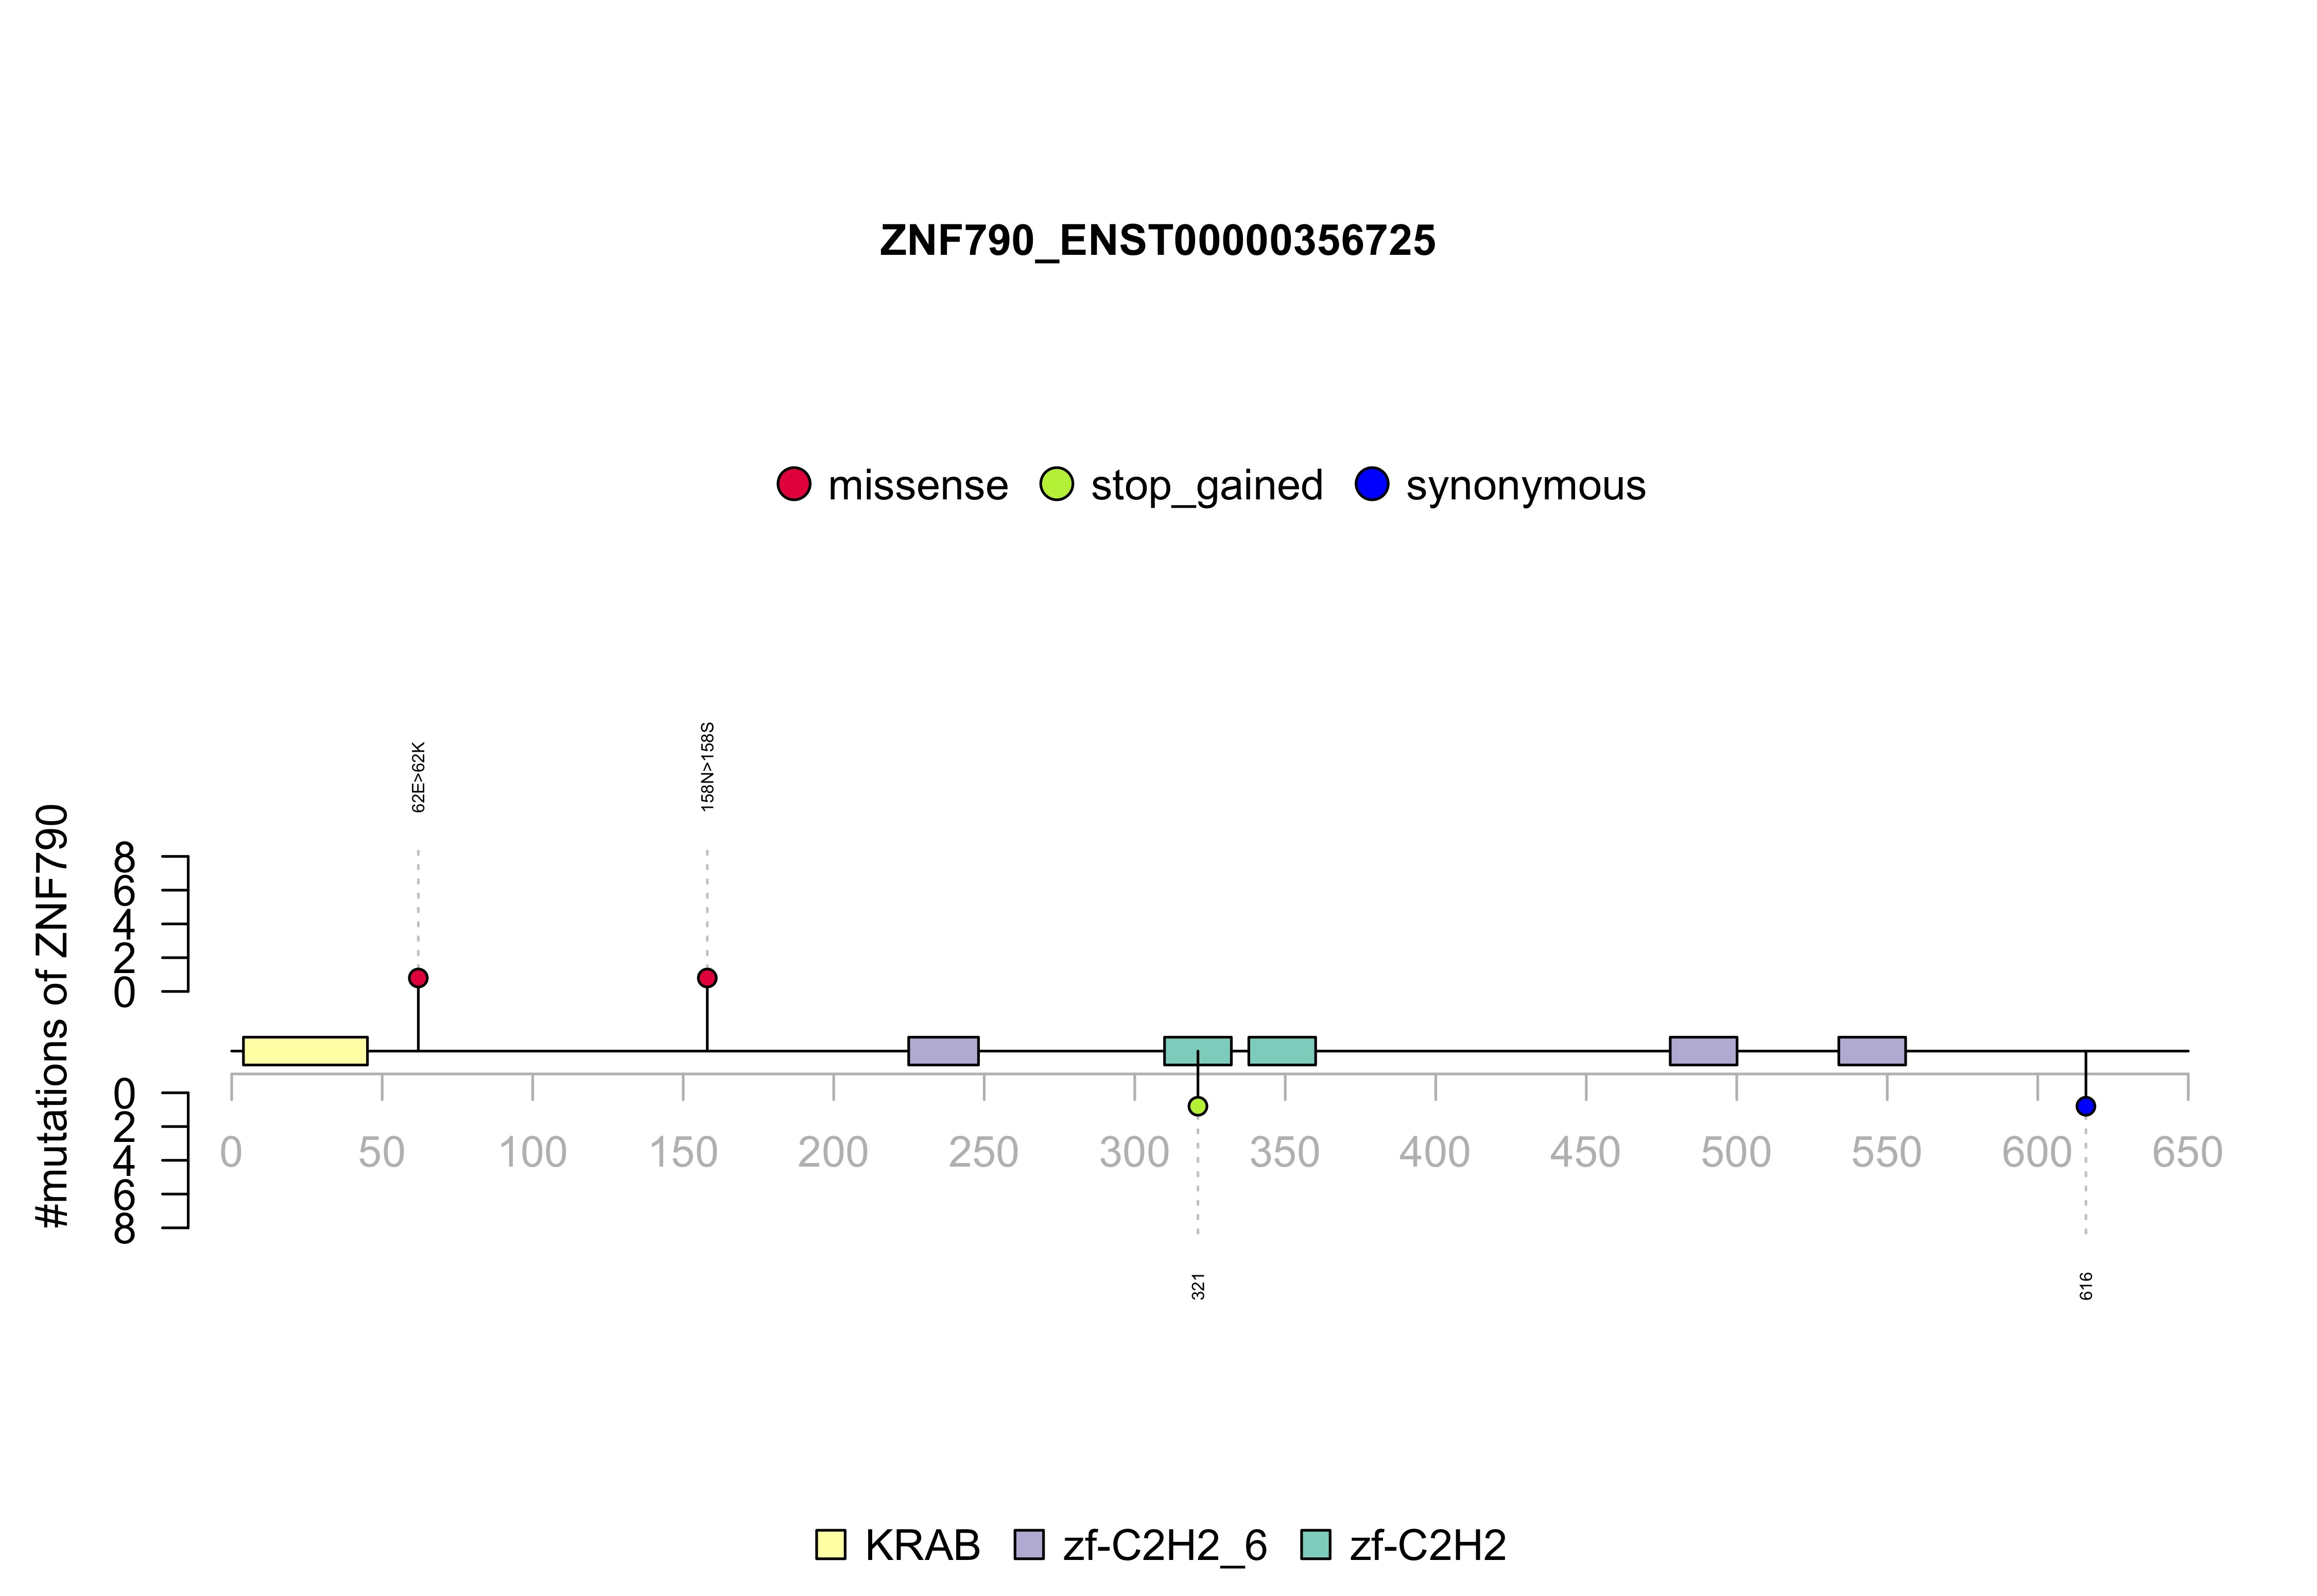 ZNF790_ENST00000356725
missense stop_gained synonymous
62E>62K 158N>158S
#mutations of ZNF790
8
6
4
2
0
0
2
4
6
8
0 50 100 150 200 250 300 350 400 450 500 550 600 650
321 616
KRAB zf-C2H2_6 zf-C2H2